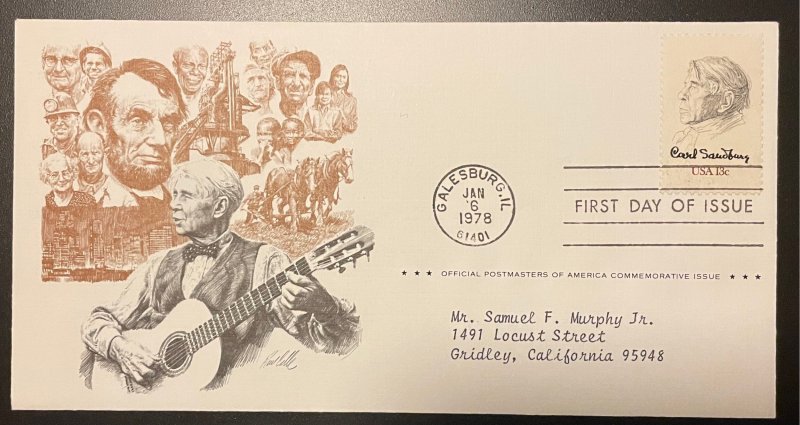 Carl Sandburg
USA 13c
GALESBURG, IL
JAN
6
1978
61401
FIRST DAY OF ISSUE
★ ★ ★ OFFICIAL POSTMASTERS OF AMERICA COMMEMORATIVE ISSUE ★ ★ ★
Mr. Samuel F. Murphy Jr.
1491 Locust Street
Gridley, California 95948